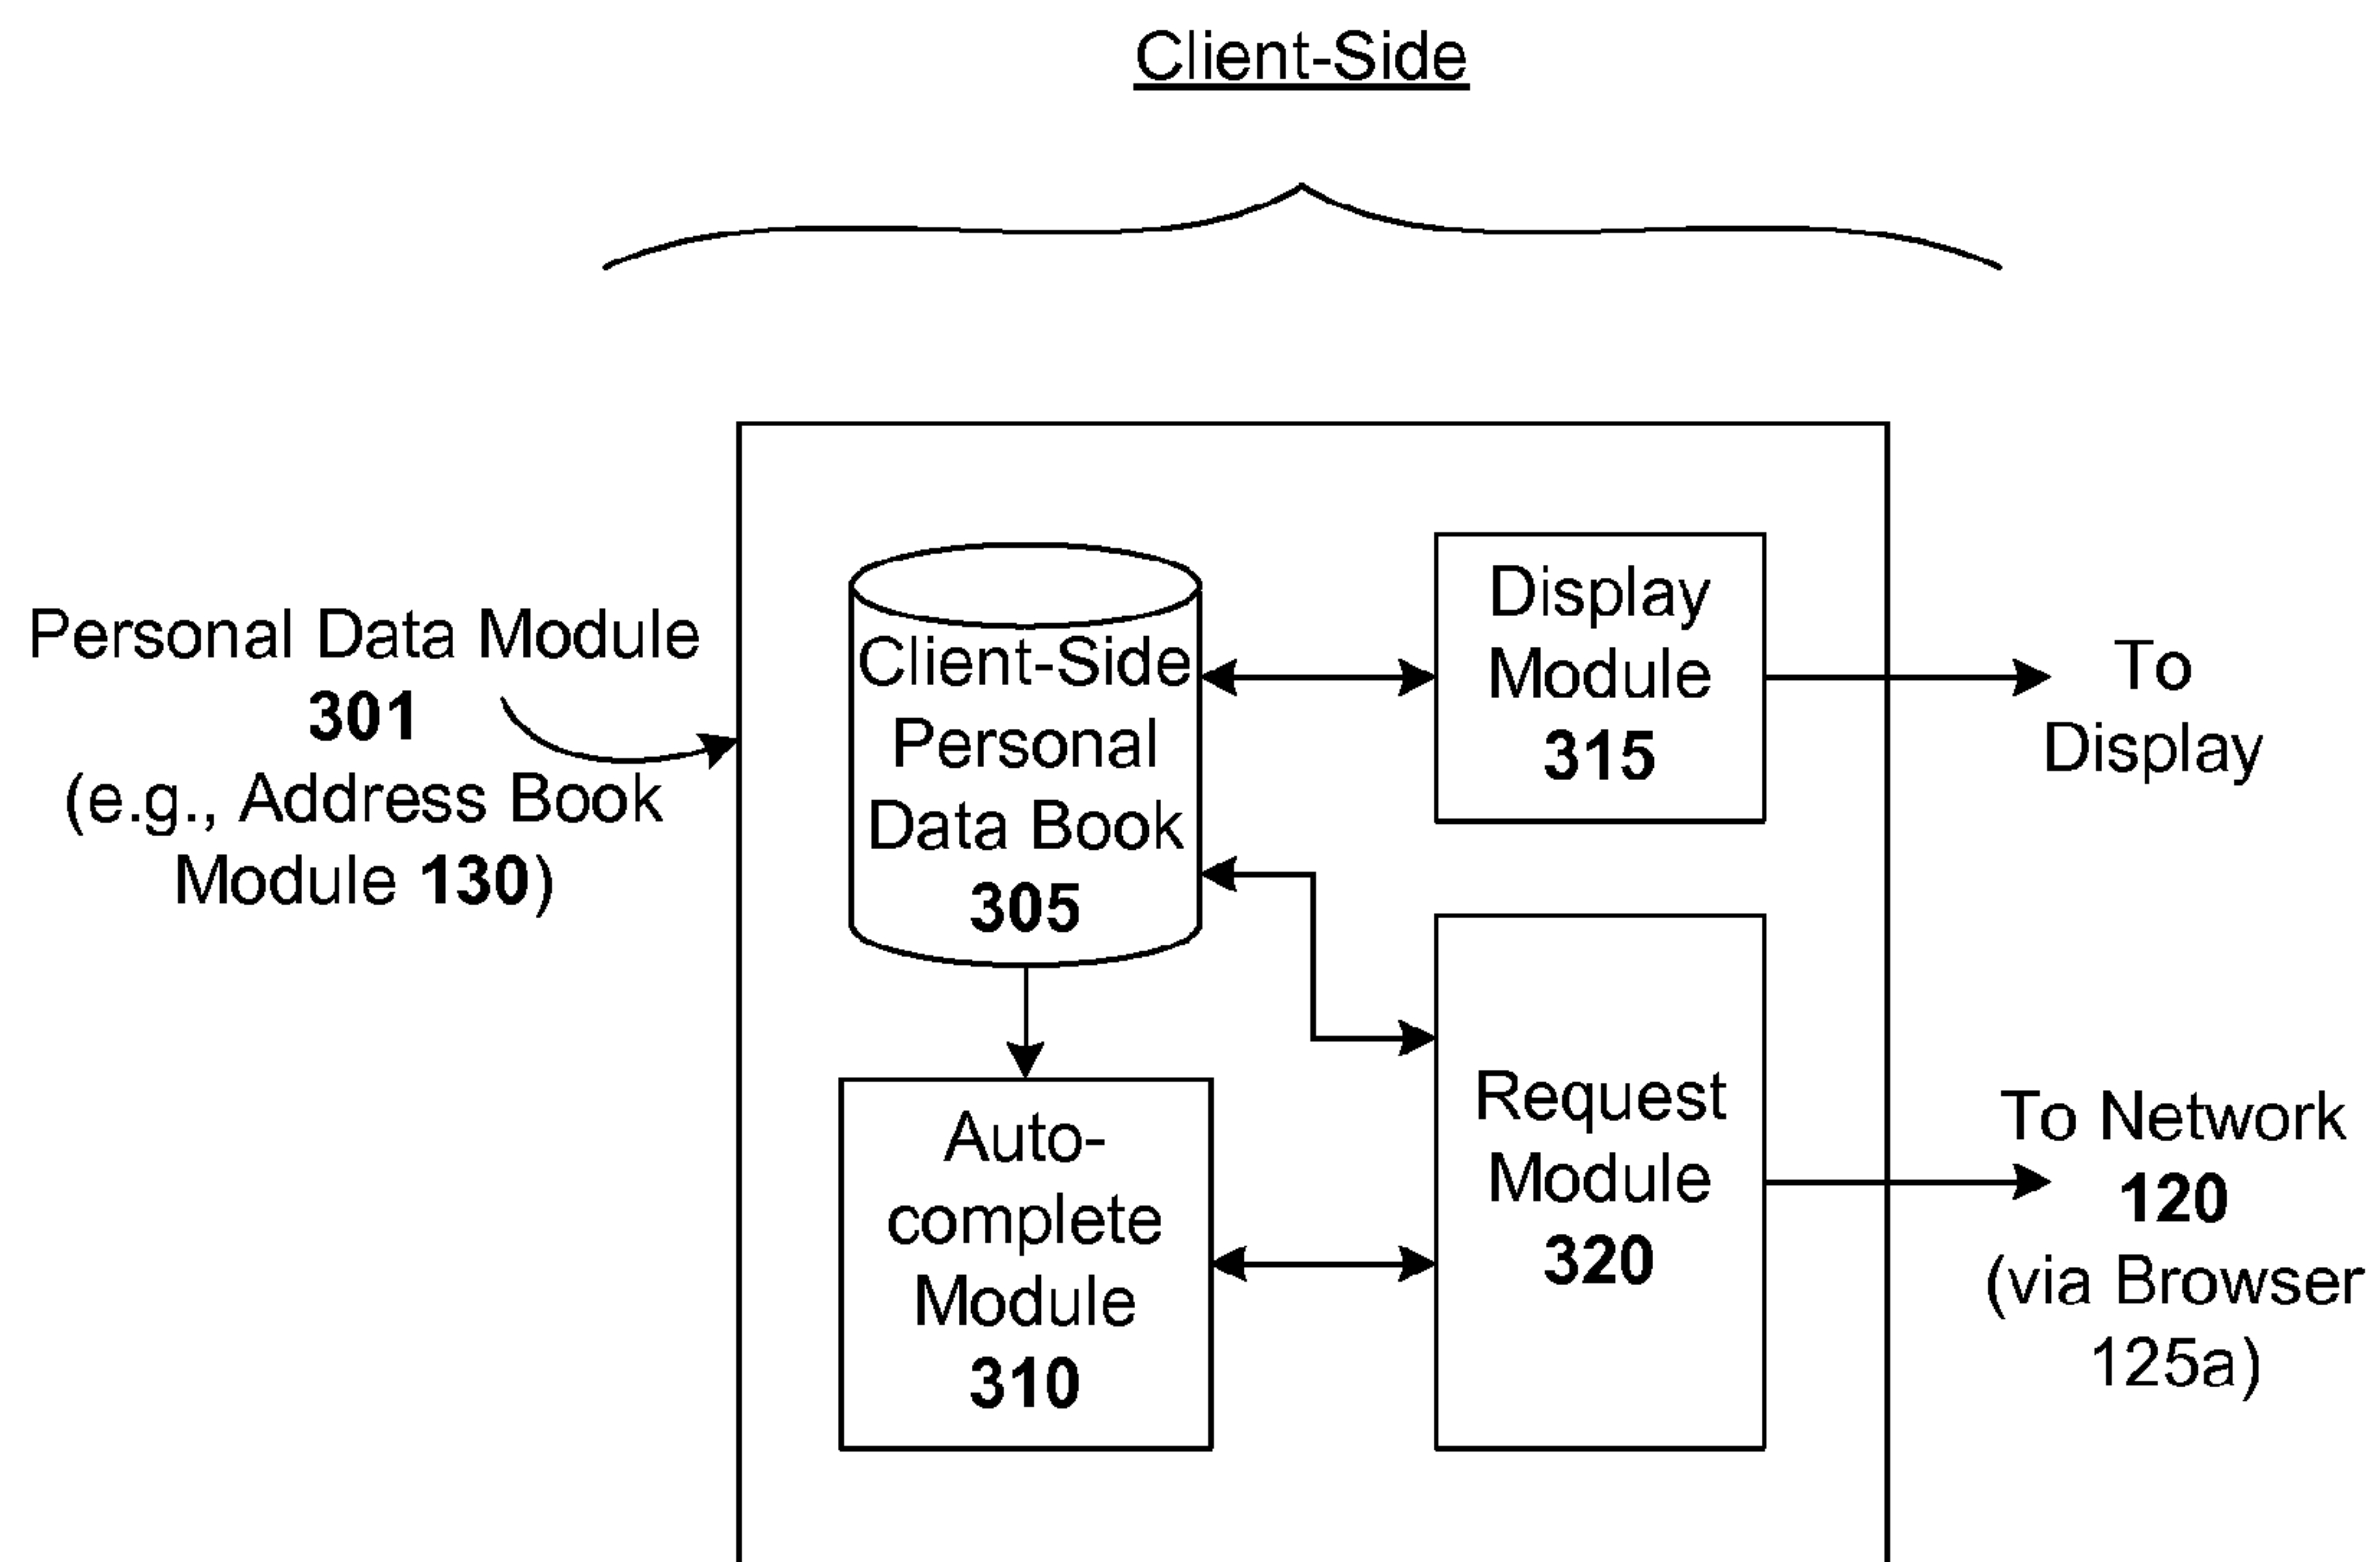 Client-Side
Personal Data Module
301
(e.g., Address Book
Module 130)
Client-Side
Personal
Data Book
305
Display
Module
315
To
Display
Auto-
complete
Module
310
Request
Module
320
To Network
120
(via Browser
125a)